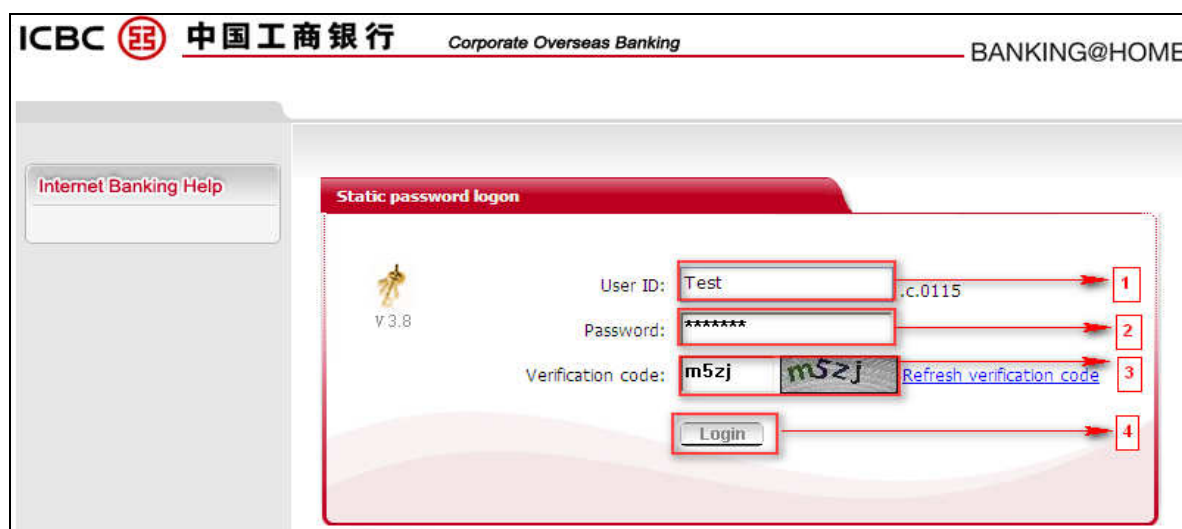 ICBC 中国工商银行 Corporate Overseas Banking
BANKING@HOME
Internet Banking Help
Static password logon
V 3.8
User ID: Test .c.0115 1
Password: ******* 2
Verification code: m5zj m5zj Refresh verification code 3
Login 4